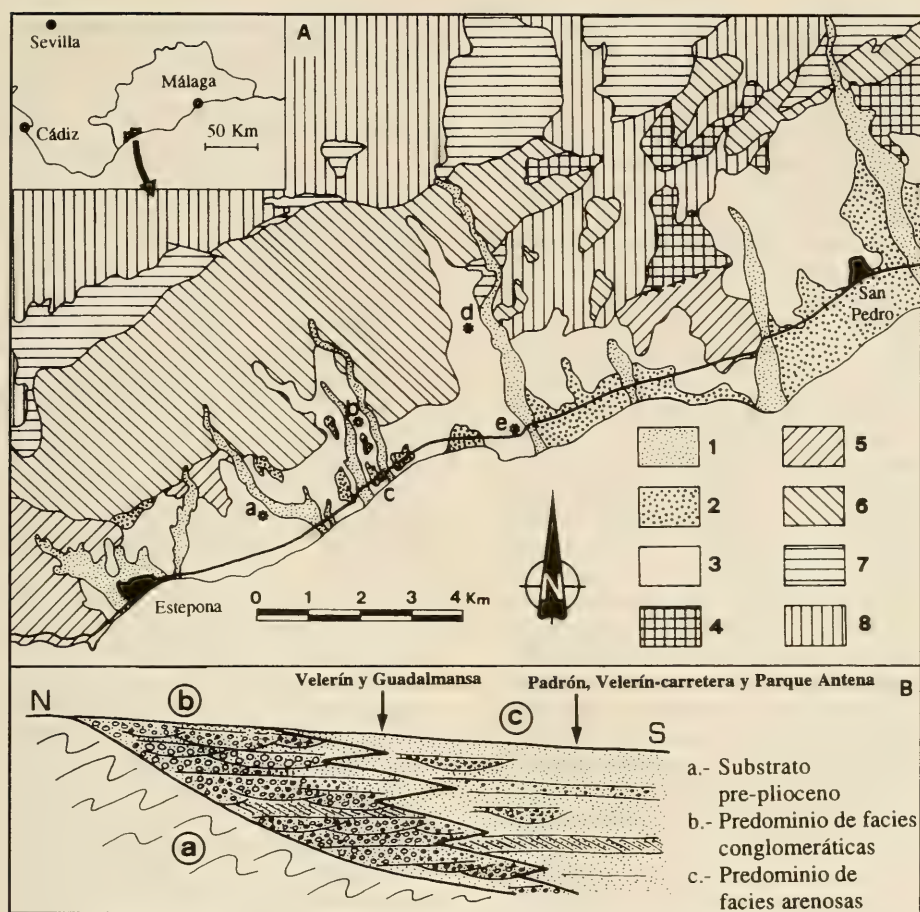 A
Sevilla
Málaga
Cádiz
50 Km
San
Pedro
d
b
e
c
a
Estepona
0 1 2 3 4 Km
N
1
2
3
4
5
6
7
8
Velerín y Guadalmansa
Padrón, Velerín-carretera y Parque Antena
B
N
b
c
S
a
a.- Substrato
pre-plioceno
b.- Predominio de facies
conglomeráticas
c.- Predominio de
facies arenosas